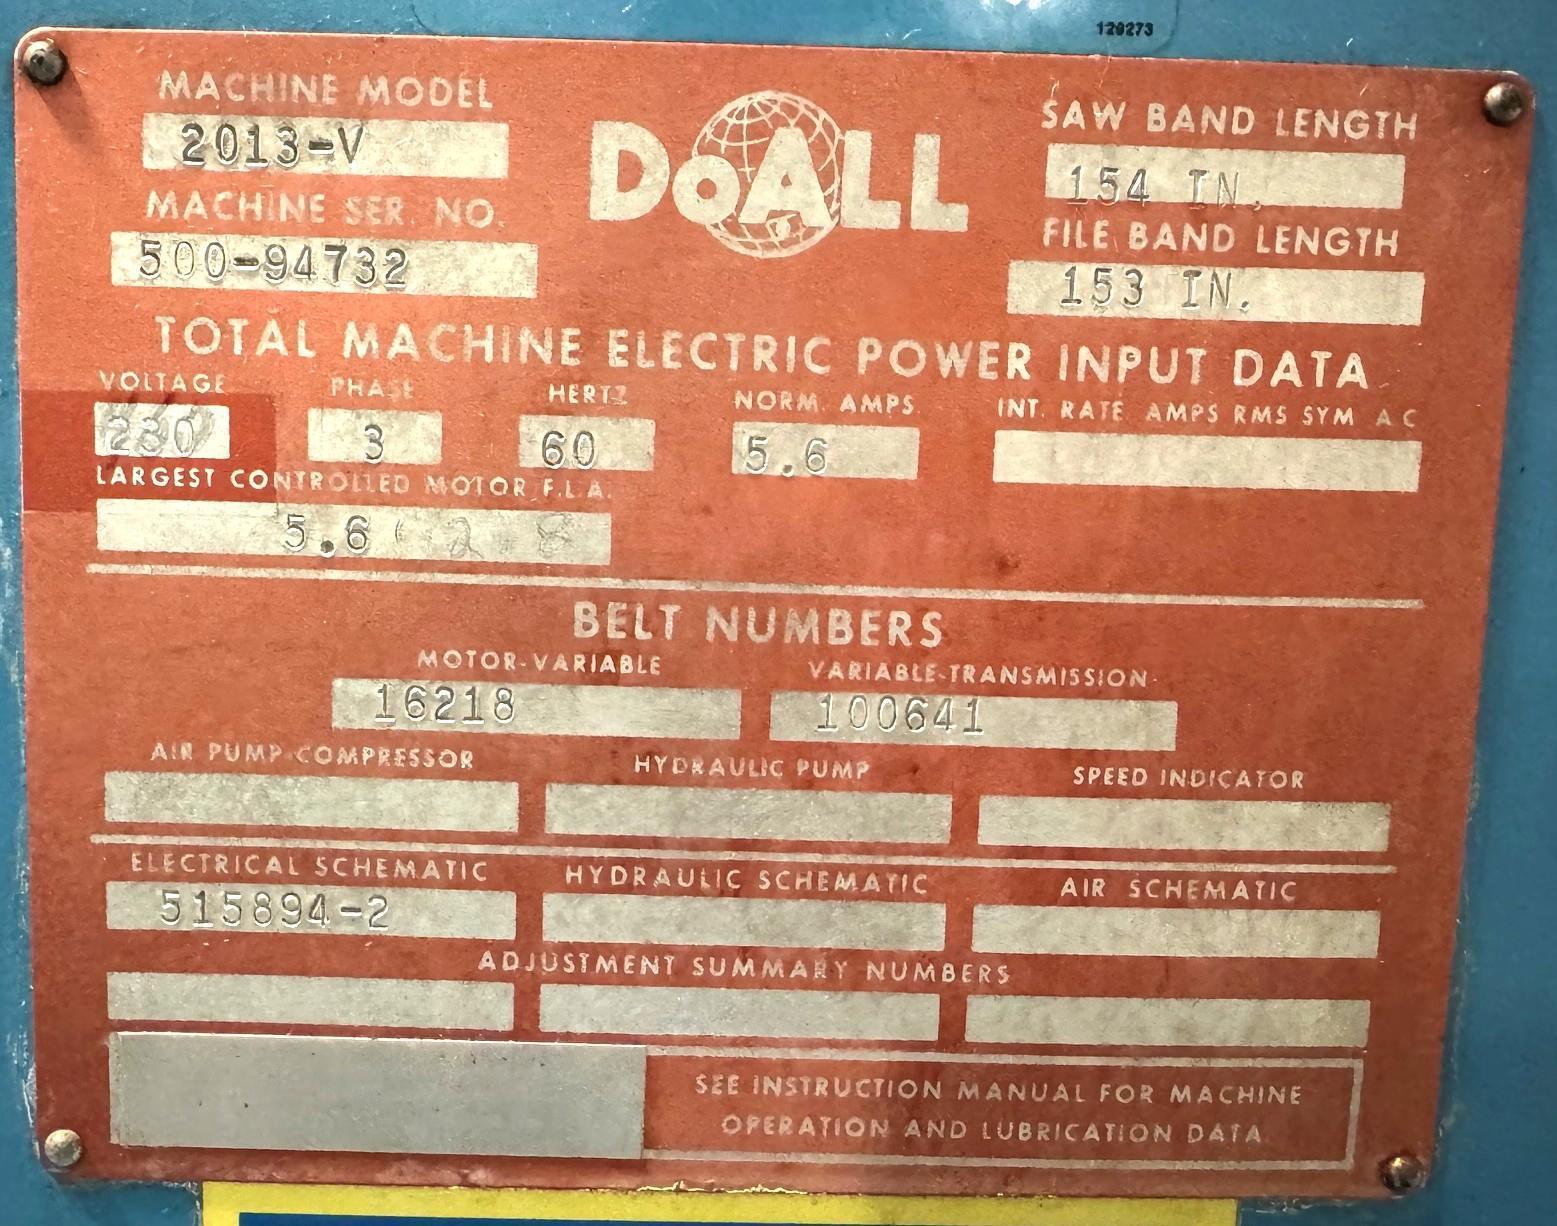 120273
MACHINE MODEL
2013-V
DOALL
SAW BAND LENGTH
154 IN.
MACHINE SER. NO.
500-94732
FILE BAND LENGTH
153 IN.
TOTAL MACHINE ELECTRIC POWER INPUT DATA
VOLTAGE PHASE HERTZ NORM. AMPS INT. RATE AMPS RMS SYM A C
230 3 60 5.6
LARGEST CONTROLLED MOTOR F.L.A.
5.6 2.8
BELT NUMBERS
MOTOR-VARIABLE VARIABLE-TRANSMISSION
16218 100641
AIR PUMP-COMPRESSOR HYDRAULIC PUMP SPEED INDICATOR
ELECTRICAL SCHEMATIC HYDRAULIC SCHEMATIC AIR SCHEMATIC
515894-2
ADJUSTMENT SUMMARY NUMBERS
SEE INSTRUCTION MANUAL FOR MACHINE
OPERATION AND LUBRICATION DATA